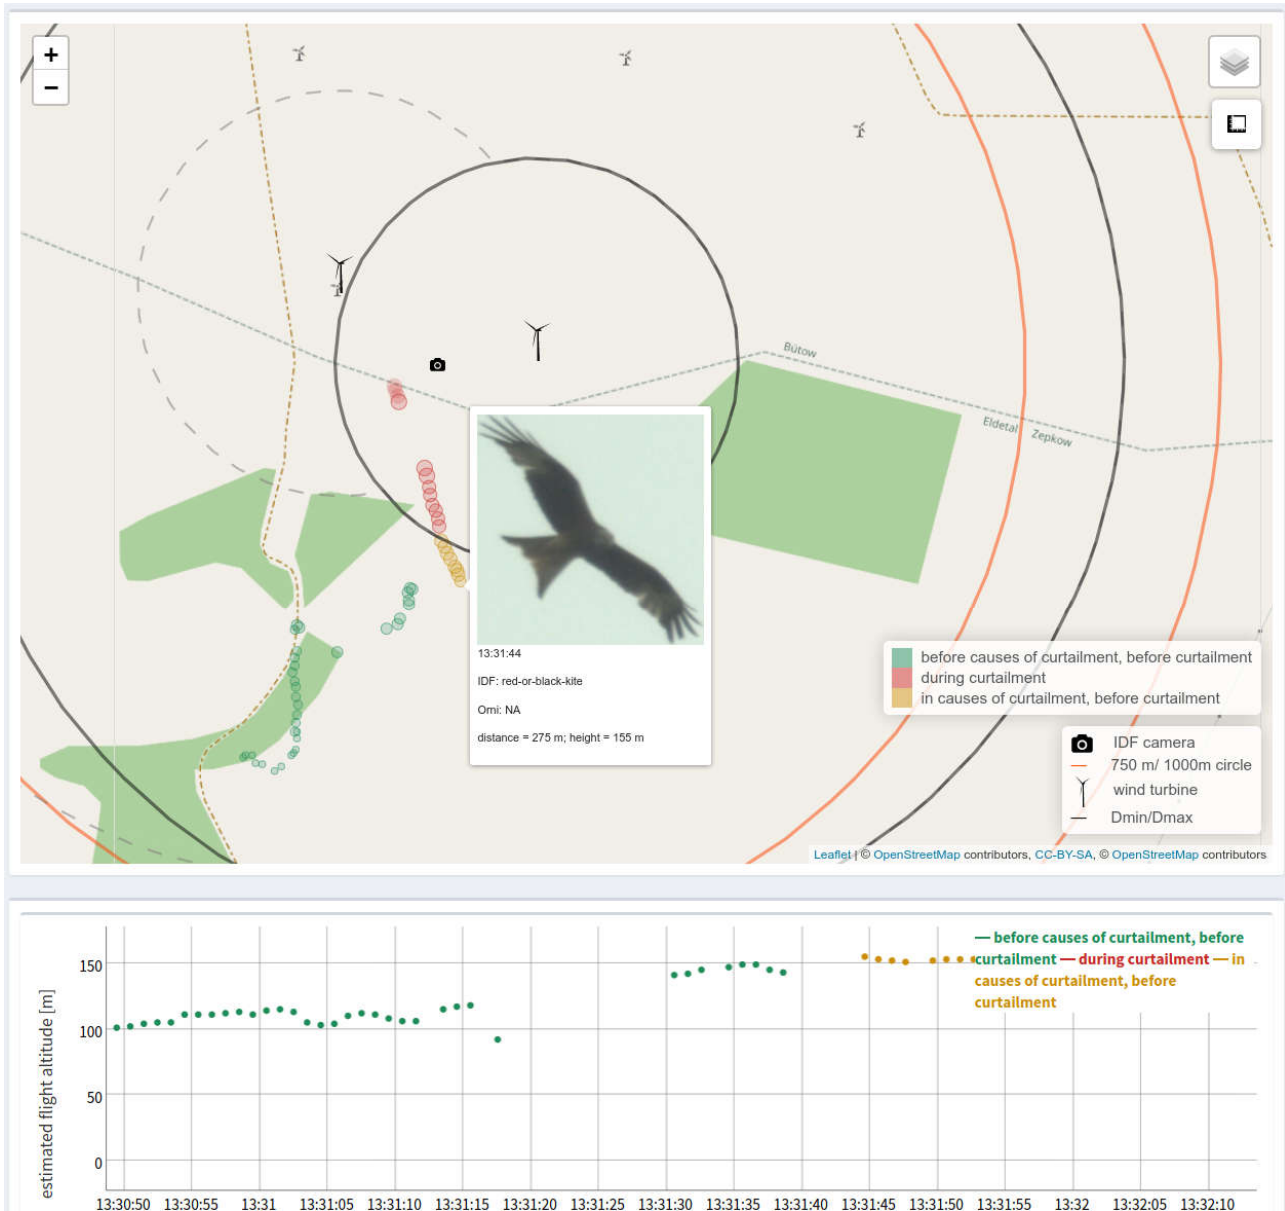 +
−
Bütow
Eldetal
Zepkow
13:31:44
IDF: red-or-black-kite
Orni: NA
distance = 275 m; height = 155 m
before causes of curtailment, before curtailment
during curtailment
in causes of curtailment, before curtailment
IDF camera
750 m/ 1000m circle
wind turbine
Dmin/Dmax
Leaflet | © OpenStreetMap contributors, CC-BY-SA, © OpenStreetMap contributors
— before causes of curtailment, before
curtailment — during curtailment — in
causes of curtailment, before
curtailment
estimated flight altitude [m]
150
100
50
0
13:30:50 13:30:55 13:31 13:31:05 13:31:10 13:31:15 13:31:20 13:31:25 13:31:30 13:31:35 13:31:40 13:31:45 13:31:50 13:31:55 13:32 13:32:05 13:32:10